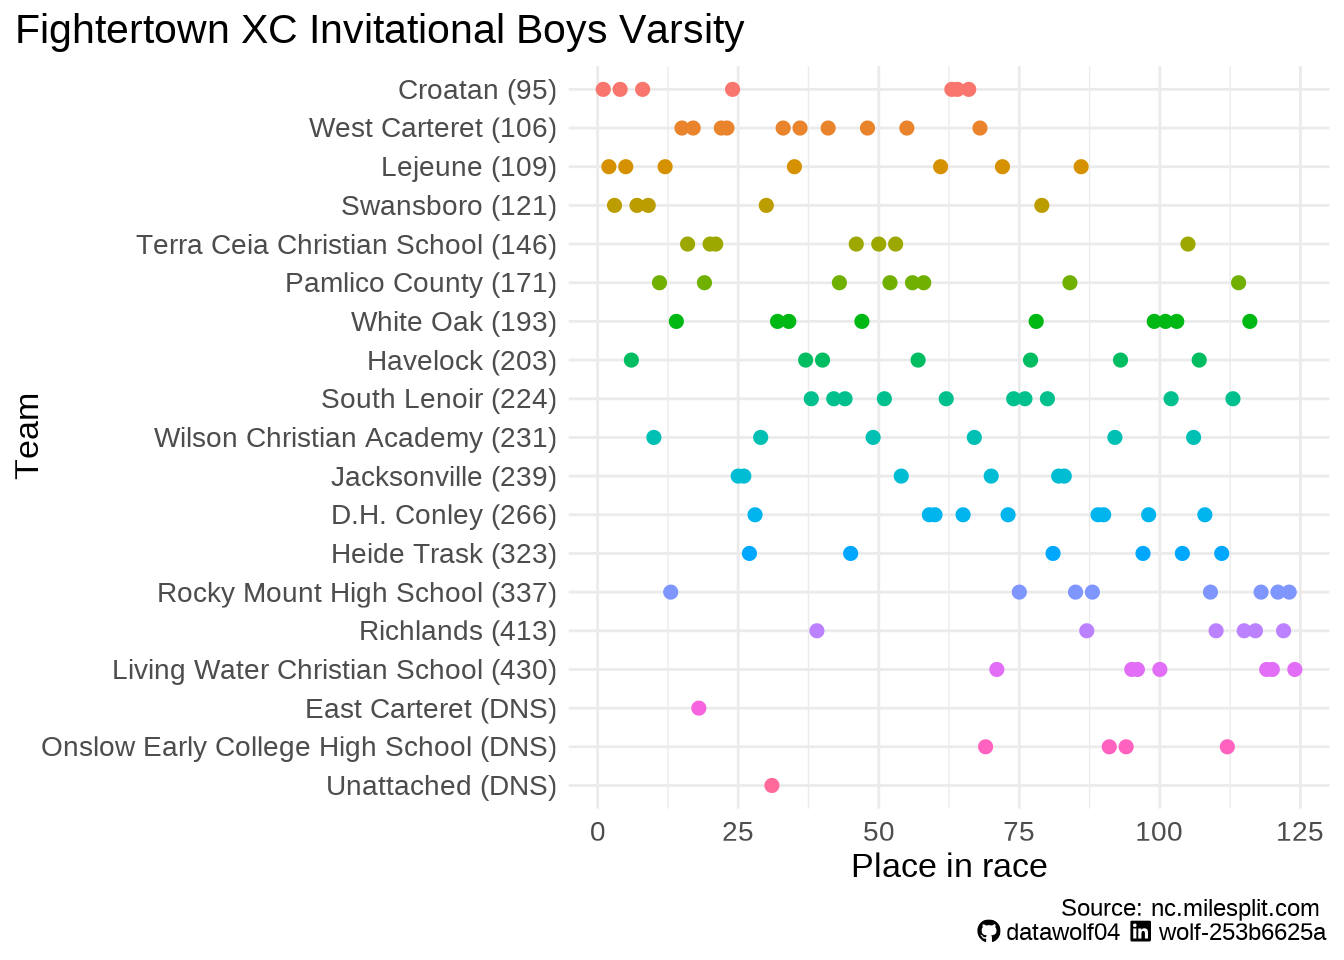 Fightertown XC Invitational Boys Varsity
Team
Croatan (95)
West Carteret (106)
Lejeune (109)
Swansboro (121)
Terra Ceia Christian School (146)
Pamlico County (171)
White Oak (193)
Havelock (203)
South Lenoir (224)
Wilson Christian Academy (231)
Jacksonville (239)
D.H. Conley (266)
Heide Trask (323)
Rocky Mount High School (337)
Richlands (413)
Living Water Christian School (430)
East Carteret (DNS)
Onslow Early College High School (DNS)
Unattached (DNS)
0 25 50 75 100 125
Place in race
Source: nc.milesplit.com
datawolf04 wolf-253b6625a